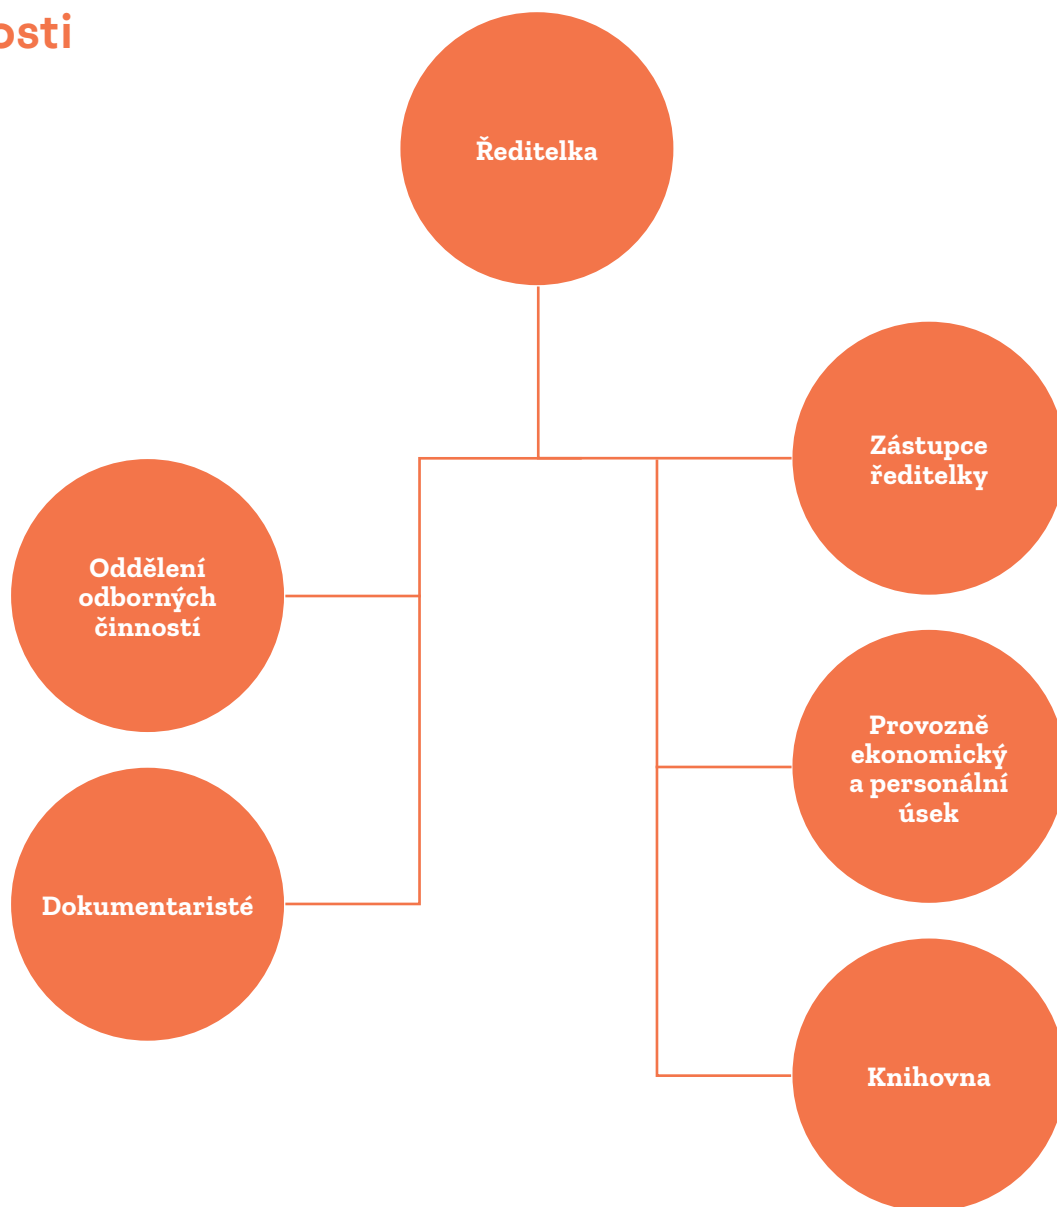 osti
Ředitelka
Zástupce
ředitelky
Oddělení
odborných
činností
Provozně
ekonomický
a personální
úsek
Dokumentaristé
Knihovna